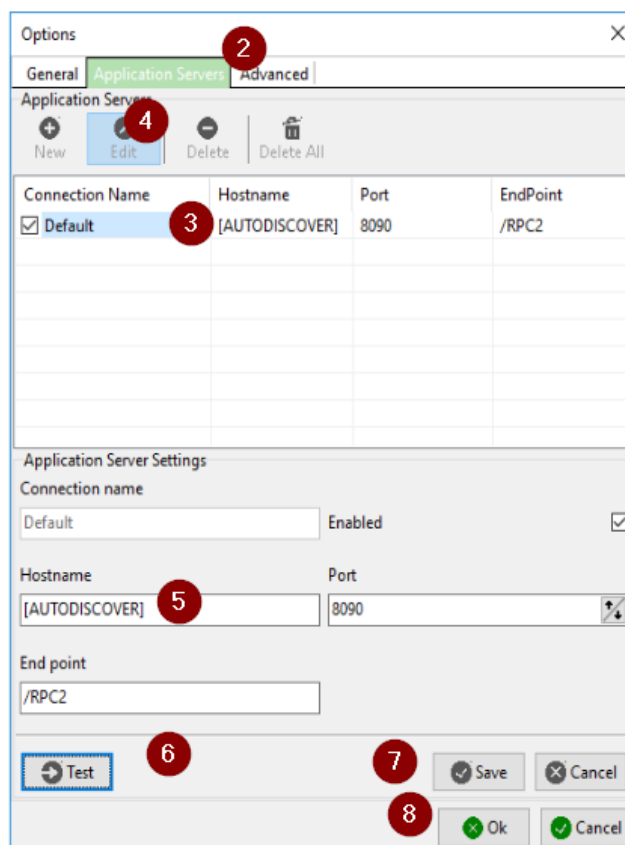 Options
2
General Application Servers Advanced
Application Servers
4
New Edit Delete Delete All
Connection Name Hostname Port EndPoint
Default 3 [AUTODISCOVER] 8090 /RPC2
Application Server Settings
Connection name
Default Enabled
Hostname Port
[AUTODISCOVER] 5 8090
End point
/RPC2
6
Test 7 Save Cancel
8 Ok Cancel